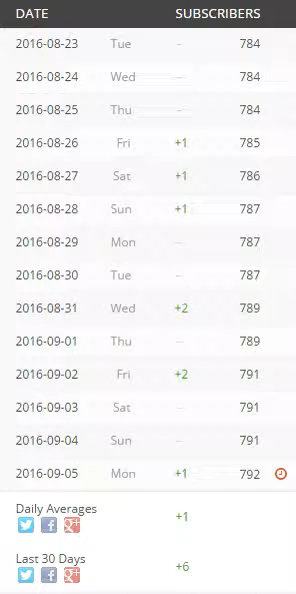 DATE SUBSCRIBERS
2016-08-23 Tue -- 784
2016-08-24 Wed -- 784
2016-08-25 Thu -- 784
2016-08-26 Fri +1 785
2016-08-27 Sat +1 786
2016-08-28 Sun +1 787
2016-08-29 Mon -- 787
2016-08-30 Tue -- 787
2016-08-31 Wed +2 789
2016-09-01 Thu -- 789
2016-09-02 Fri +2 791
2016-09-03 Sat -- 791
2016-09-04 Sun -- 791
2016-09-05 Mon +1 792
Daily Averages +1
Last 30 Days +6